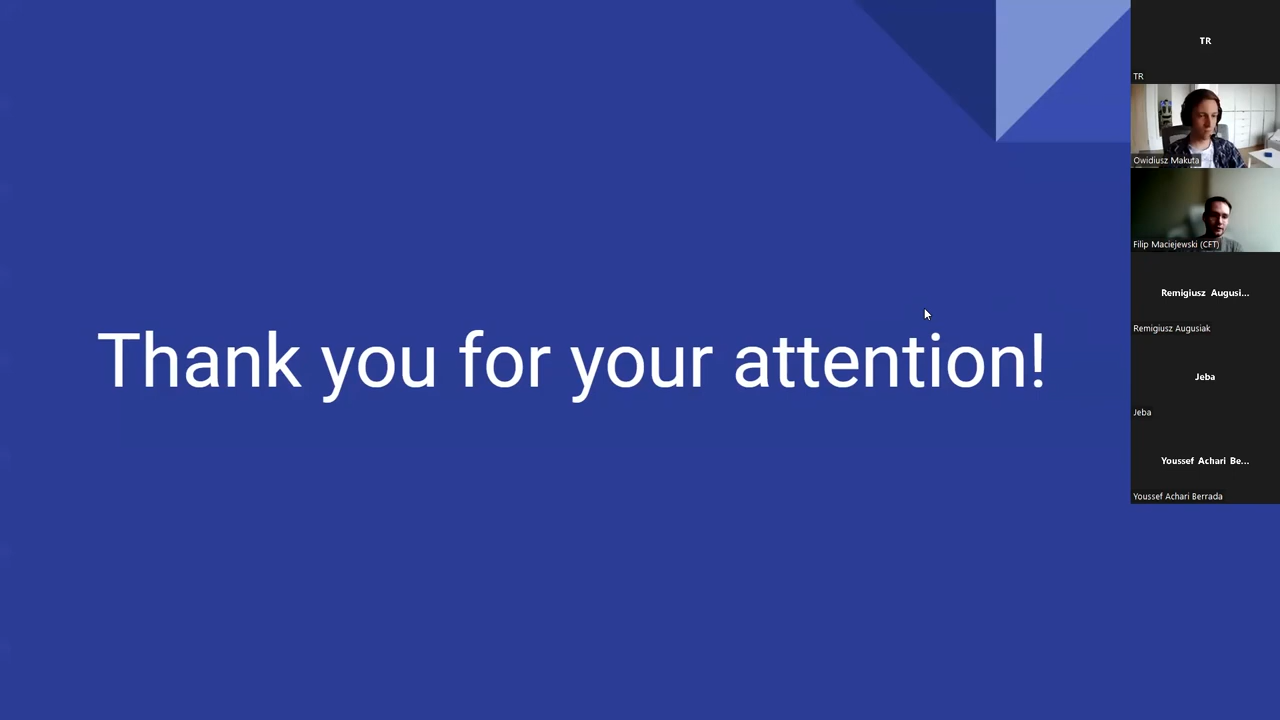 Thank you for your attention!
TR
TR
Owidiusz Makuta
Filip Maciejewski (CFT)
Remigiusz Augusi...
Remigiusz Augusiak
Jeba
Jeba
Youssef Achari Be...
Youssef Achari Berrada